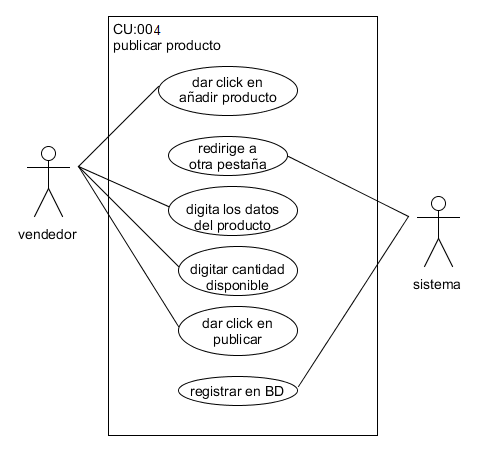 CU:004
publicar producto
dar click en
añadir producto
redirige a
otra pestaña
digita los datos
del producto
vendedor
digitar cantidad
disponible
sistema
dar click en
publicar
registrar en BD